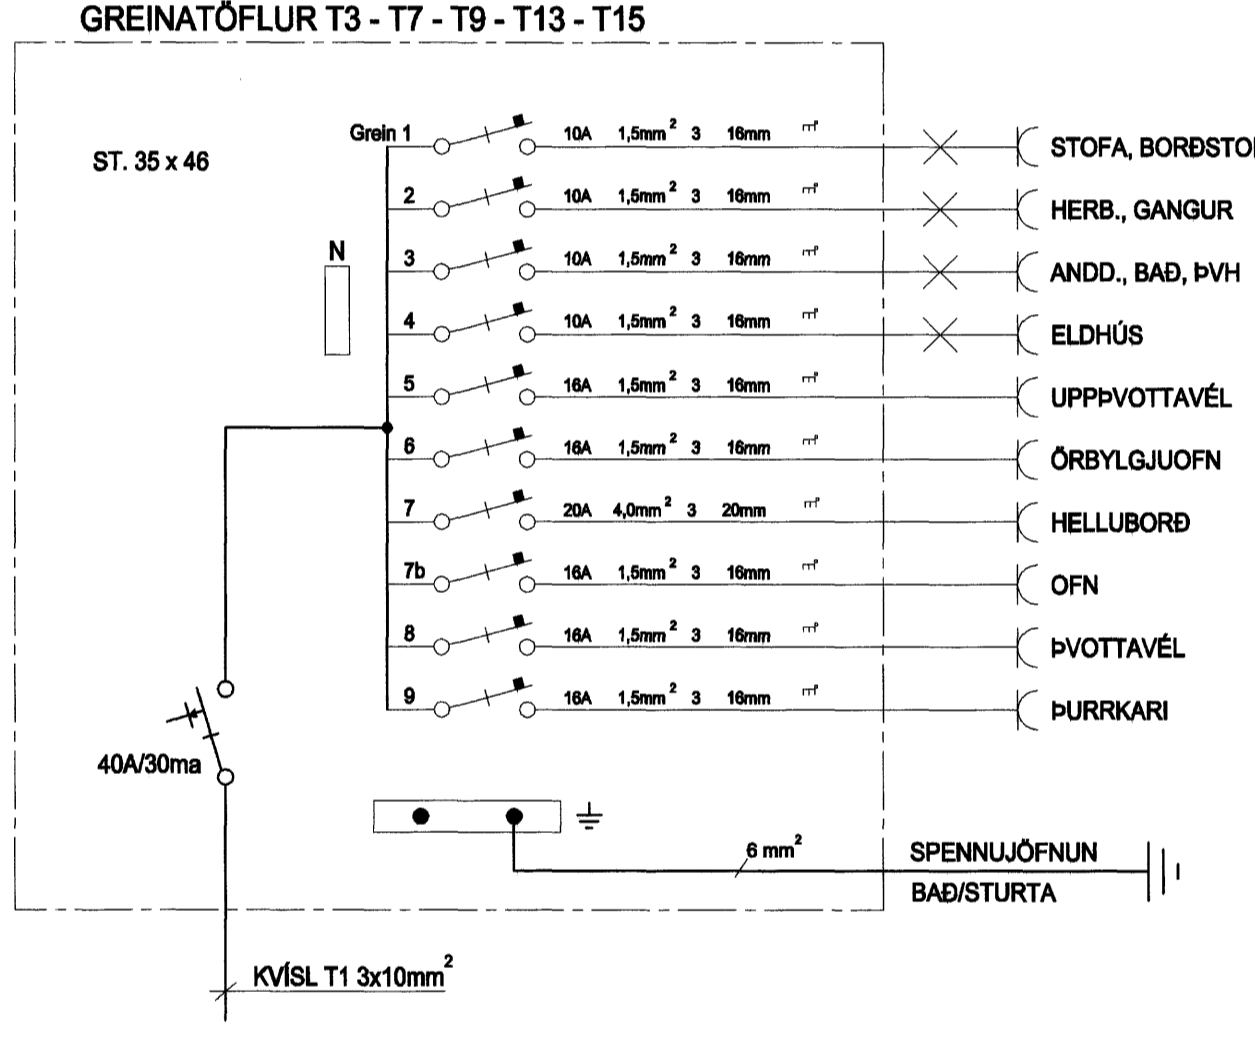 GREINATÖFLUR T3 - T7 - T9 - T13 - T15
ST. 35 x 46
Grein 1 10A 1,5mm² 3 16mm STOFA,
2 10A 1,5mm² 3 16mm HERB., GANGUR
N
3 10A 1,5mm² 3 16mm ANDD., BAÐ, ÞVH
4 10A 1,5mm² 3 16mm ELDHÚS
5 16A 1,5mm² 3 16mm UPPÞVOTTAVÉL
6 16A 1,5mm² 3 16mm ÖRBYLGJUOFN
7 20A 4,0mm² 3 20mm HELLUBORÐ
7b 16A 1,5mm² 3 16mm OFN
8 16A 1,5mm² 3 16mm ÞVOTTAVÉL
9 16A 1,5mm² 3 16mm ÞURRKARI
40A/30ma
6 mm²
SPENNUJÖFNUN
BAÐ/STURTA
KVÍSL T1 3x10mm²